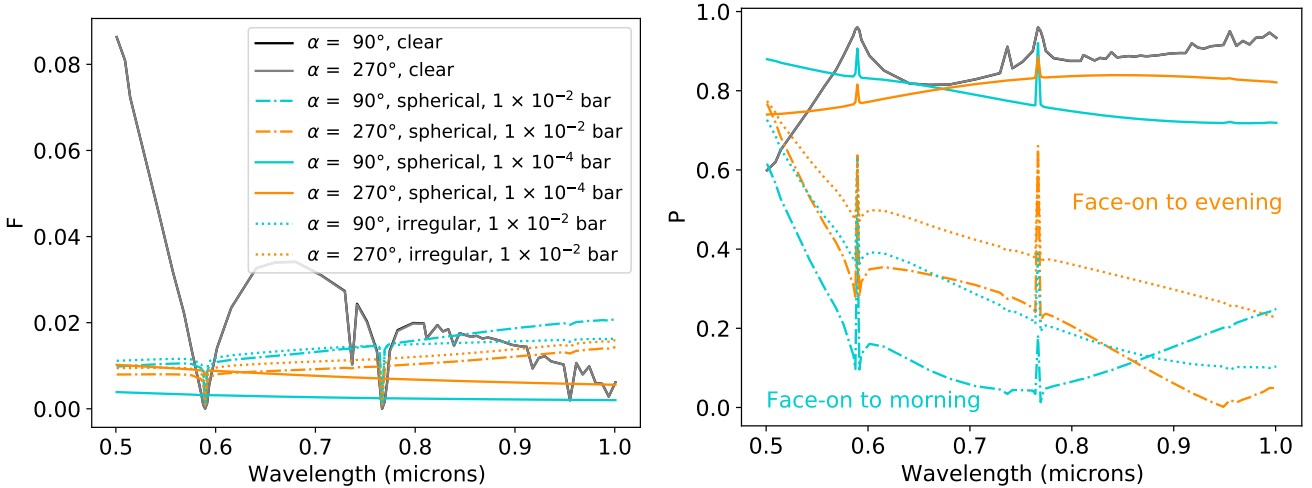 F
0.08
0.06
0.04
0.02
0.00
α = 90°, clear
α = 270°, clear
α = 90°, spherical, 1 × 10⁻² bar
α = 270°, spherical, 1 × 10⁻² bar
α = 90°, spherical, 1 × 10⁻⁴ bar
α = 270°, spherical, 1 × 10⁻⁴ bar
α = 90°, irregular, 1 × 10⁻² bar
α = 270°, irregular, 1 × 10⁻² bar
0.5 0.6 0.7 0.8 0.9 1.0
Wavelength (microns)
P
1.0
0.8
0.6
0.4
0.2
0.0
Face-on to evening
Face-on to morning
0.5 0.6 0.7 0.8 0.9 1.0
Wavelength (microns)